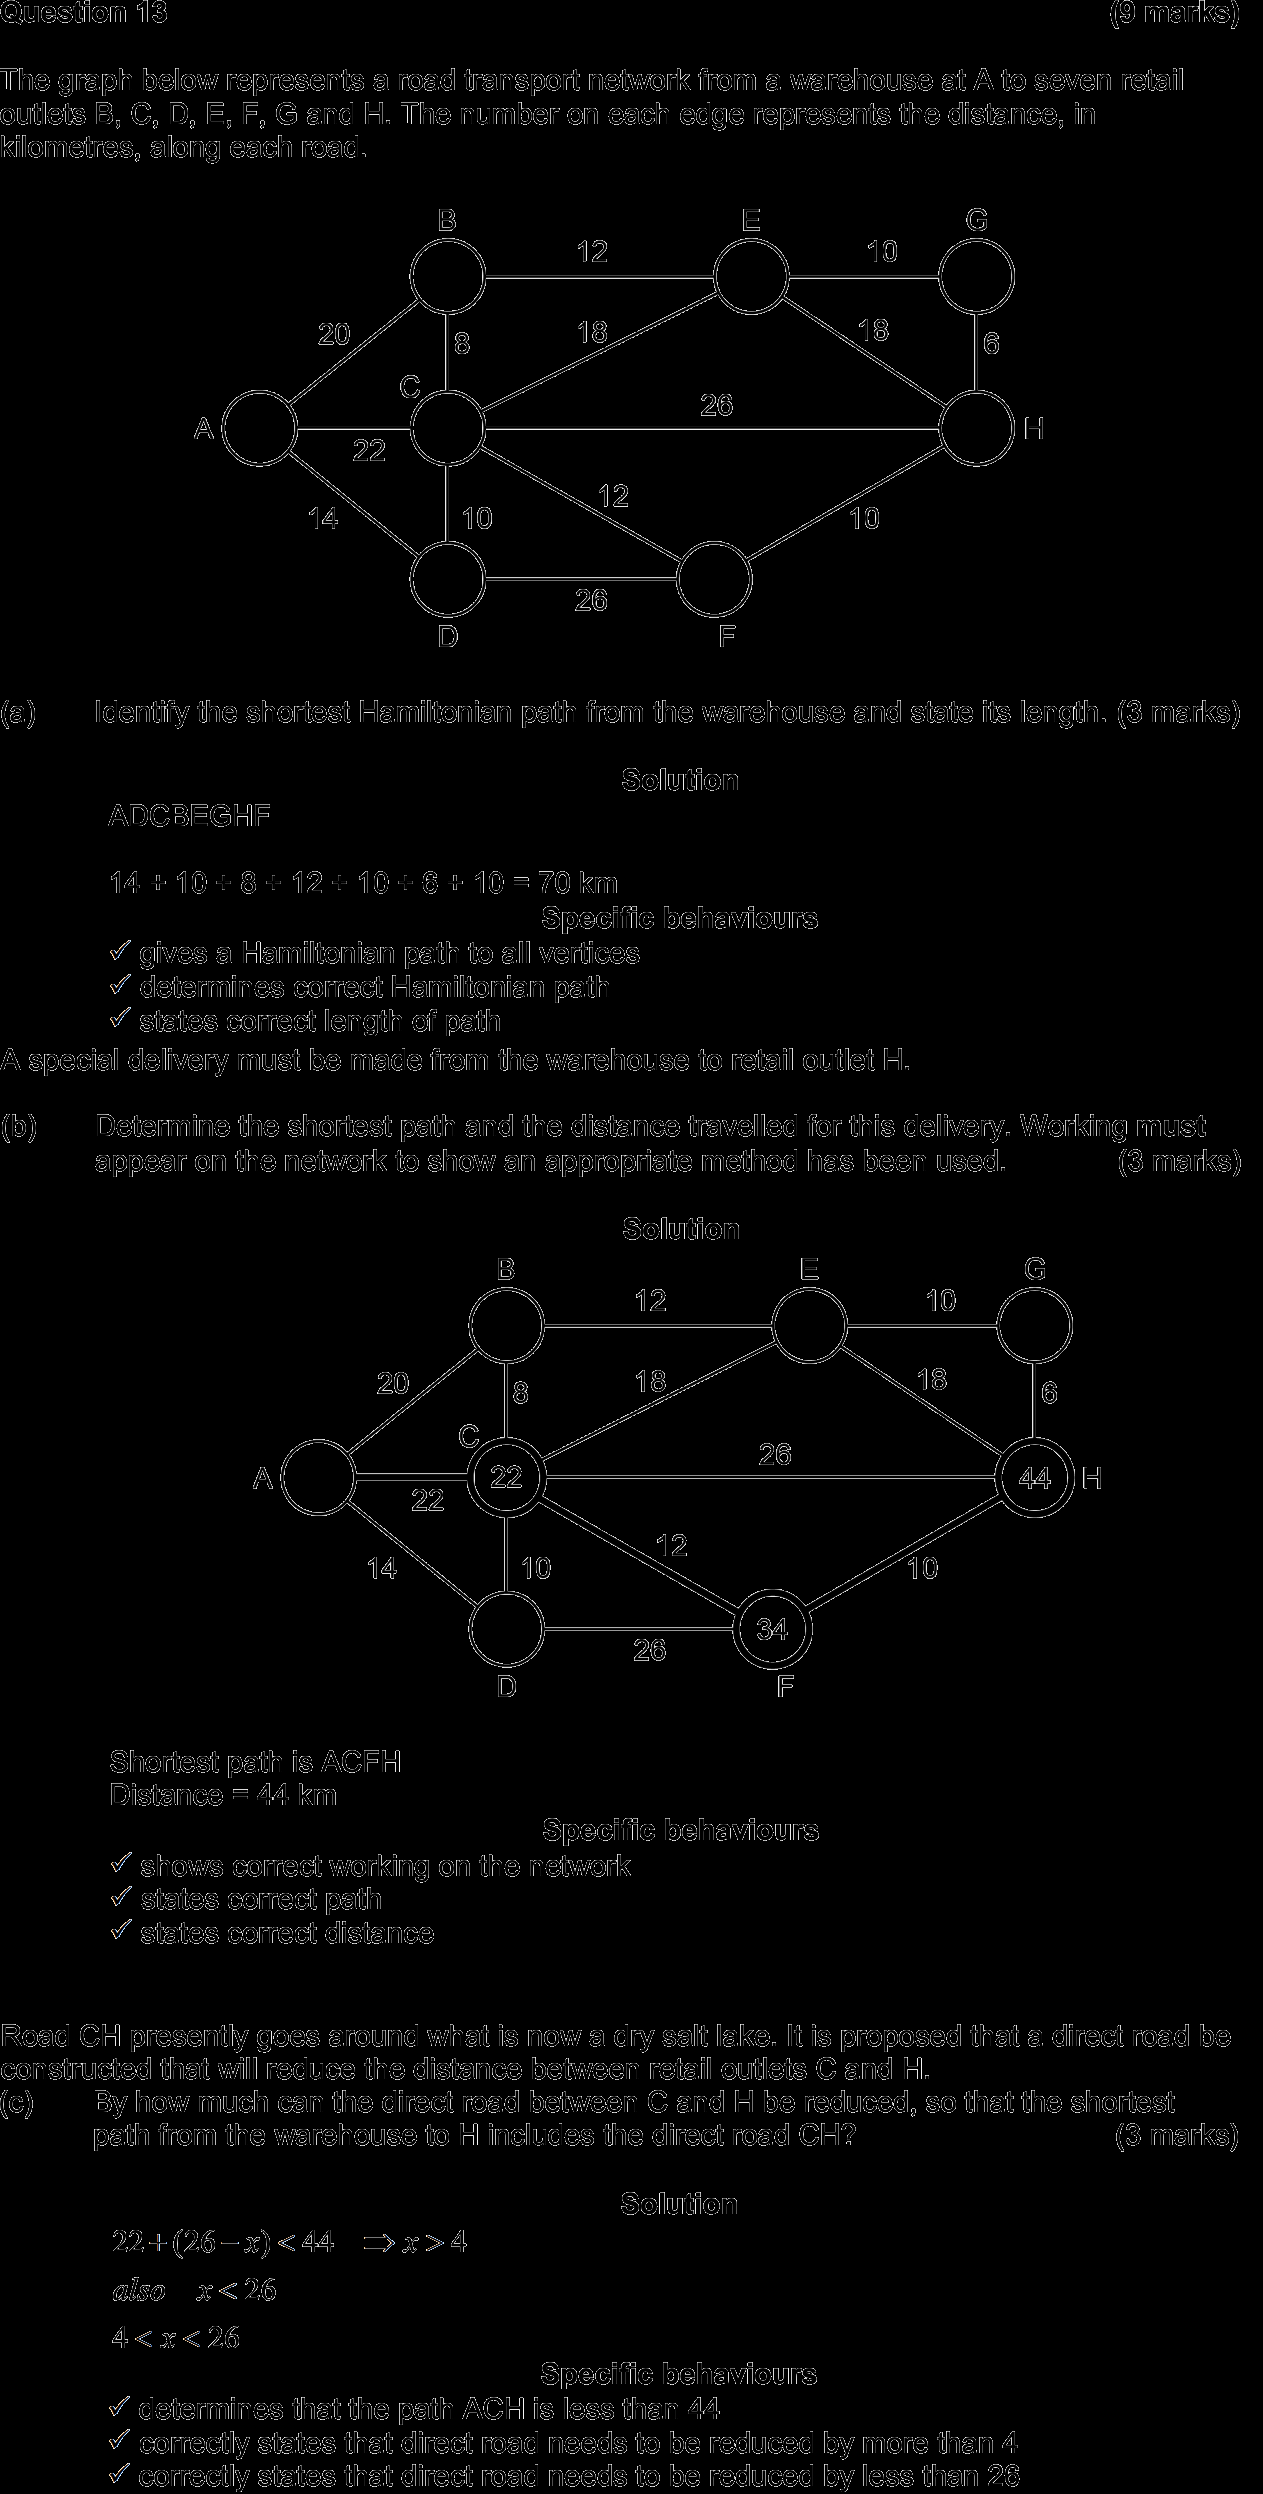 Question 13 (9 marks)
The graph below represents a road transport network from a warehouse at A to seven retail
outlets B, C, D, E, F, G and H. The number on each edge represents the distance, in
kilometres, along each road.
B E G
12 10
20 8 18 18 6
C
26
A H
22
12
14 10 10
26
D F
(a) Identify the shortest Hamiltonian path from the warehouse and state its length. (3 marks)
Solution
ADCBEGHF
14 + 10 + 8 + 12 + 10 + 6 + 10 = 70 km
Specific behaviours
✓ gives a Hamiltonian path to all vertices
✓ determines correct Hamiltonian path
✓ states correct length of path
A special delivery must be made from the warehouse to retail outlet H.
(b) Determine the shortest path and the distance travelled for this delivery. Working must
appear on the network to show an appropriate method has been used. (3 marks)
Solution
B E G
12 10
20 8 18 18 6
C
26
A 22 44 H
22
12
14 10 10
34
26
D F
Shortest path is ACFH
Distance = 44 km
Specific behaviours
✓ shows correct working on the network
✓ states correct path
✓ states correct distance
Road CH presently goes around what is now a dry salt lake. It is proposed that a direct road be
constructed that will reduce the distance between retail outlets C and H.
(c) By how much can the direct road between C and H be reduced, so that the shortest
path from the warehouse to H includes the direct road CH? (3 marks)
Solution
22 + (26 − x) < 44 ⇒ x > 4
also x < 26
4 < x < 26
Specific behaviours
✓ determines that the path ACH is less than 44
✓ correctly states that direct road needs to be reduced by more than 4
✓ correctly states that direct road needs to be reduced by less than 26